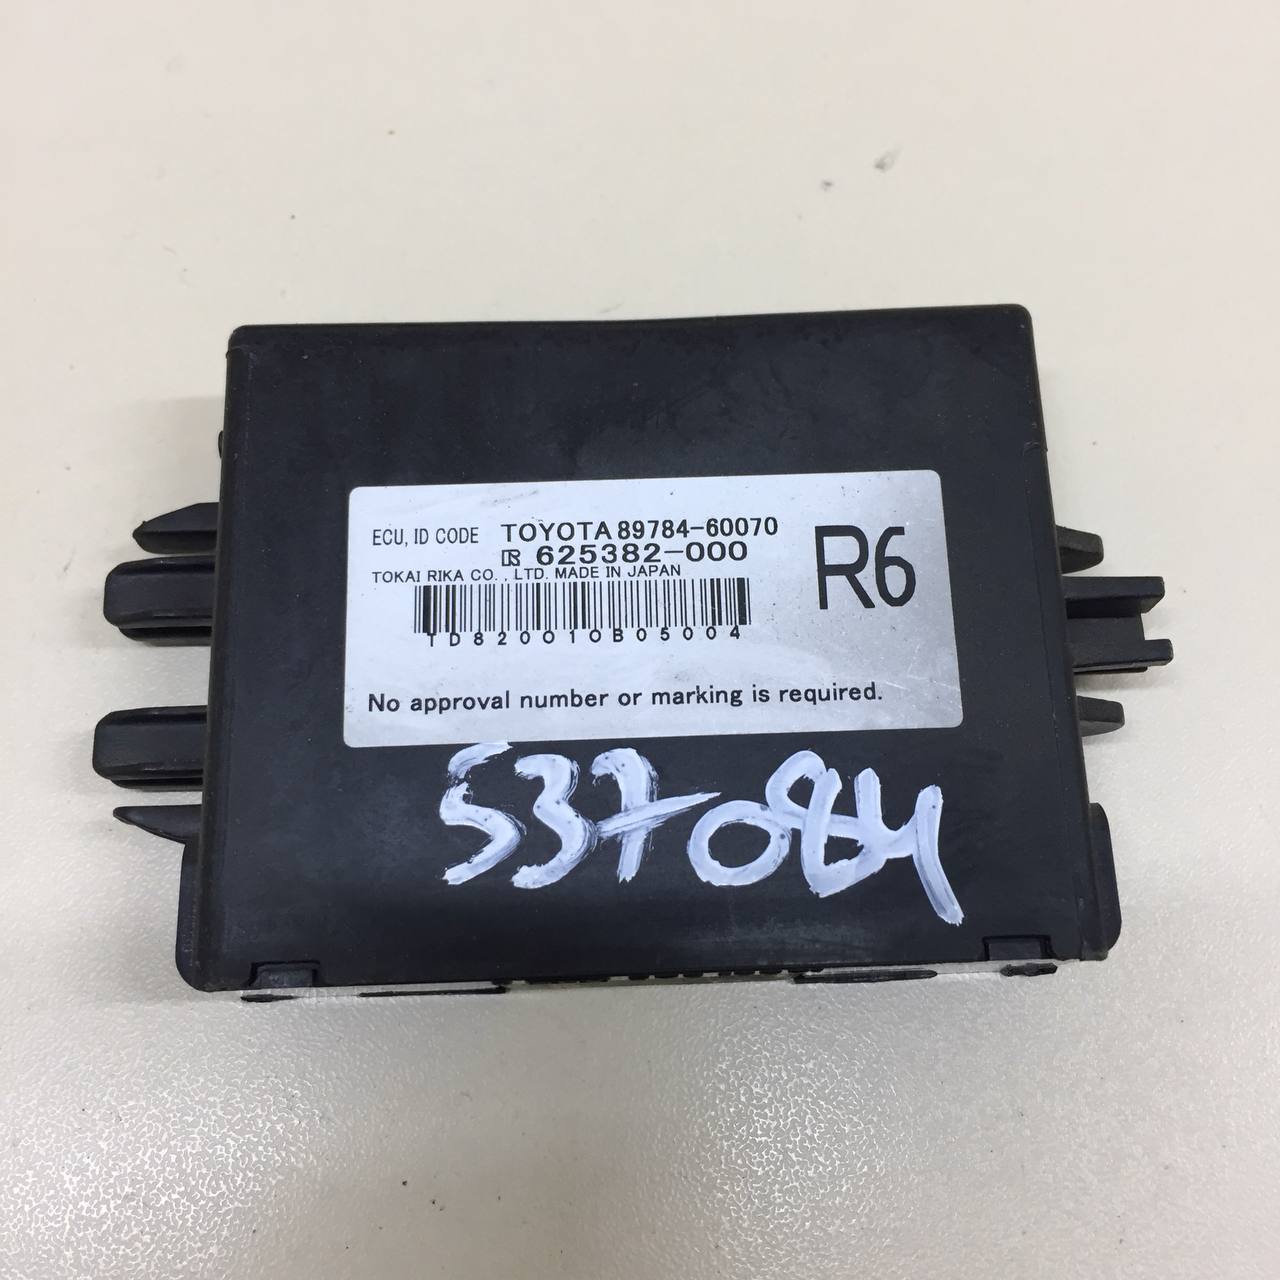 ECU, ID CODE TOYOTA 89784-60070
625382-000
R6
TOKAI RIKA CO., LTD. MADE IN JAPAN
TD820010B05004
No approval number or marking is required.
537084